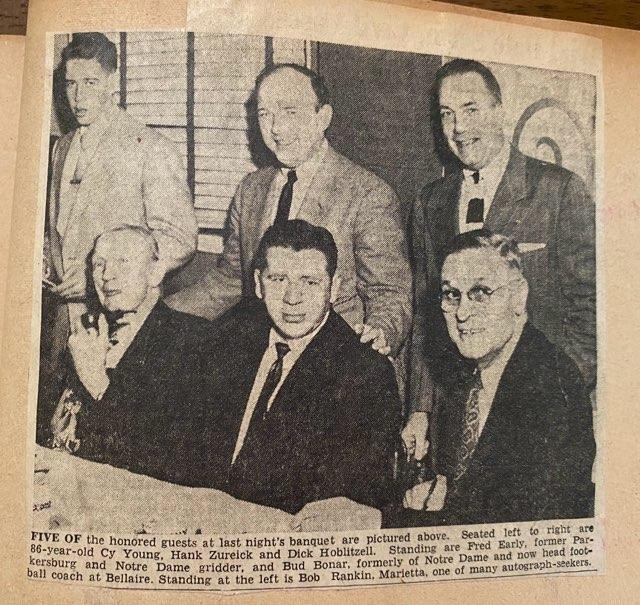 FIVE OF the honored guests at last night's banquet are pictured above. Seated left to right are
86-year-old Cy Young, Hank Zureick and Dick Hoblitzell. Standing are Fred Early, former Par-
kersburg and Notre Dame gridder, and Bud Bonar, formerly of Notre Dame and now head foot-
ball coach at Bellaire. Standing at the left is Bob Rankin, Marietta, one of many autograph-seekers.